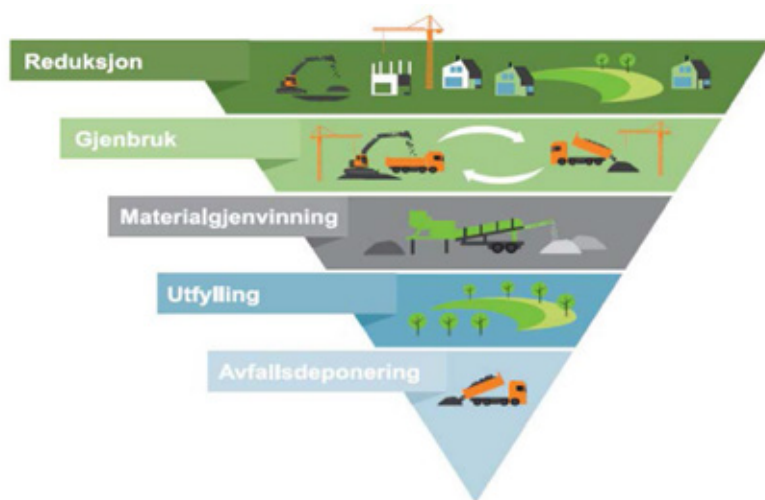 Reduksjon
Gjenbruk
Materialgjenvinning
Utfylling
Avfallsdeponering